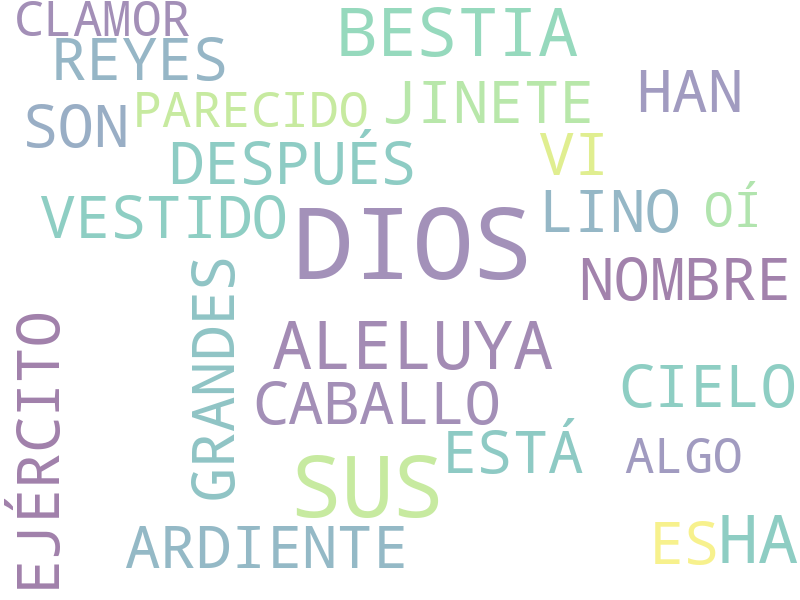 CLAMOR
REYES
BESTIA
HAN
SON
PARECIDO
JINETE
DESPUÉS
VI
VESTIDO
DIOS
LINO
OÍ
NOMBRE
GRANDES
EJÉRCITO
ALELUYA
CABALLO
CIELO
ESTÁ
ALGO
SUS
ARDIENTE
ES
HA